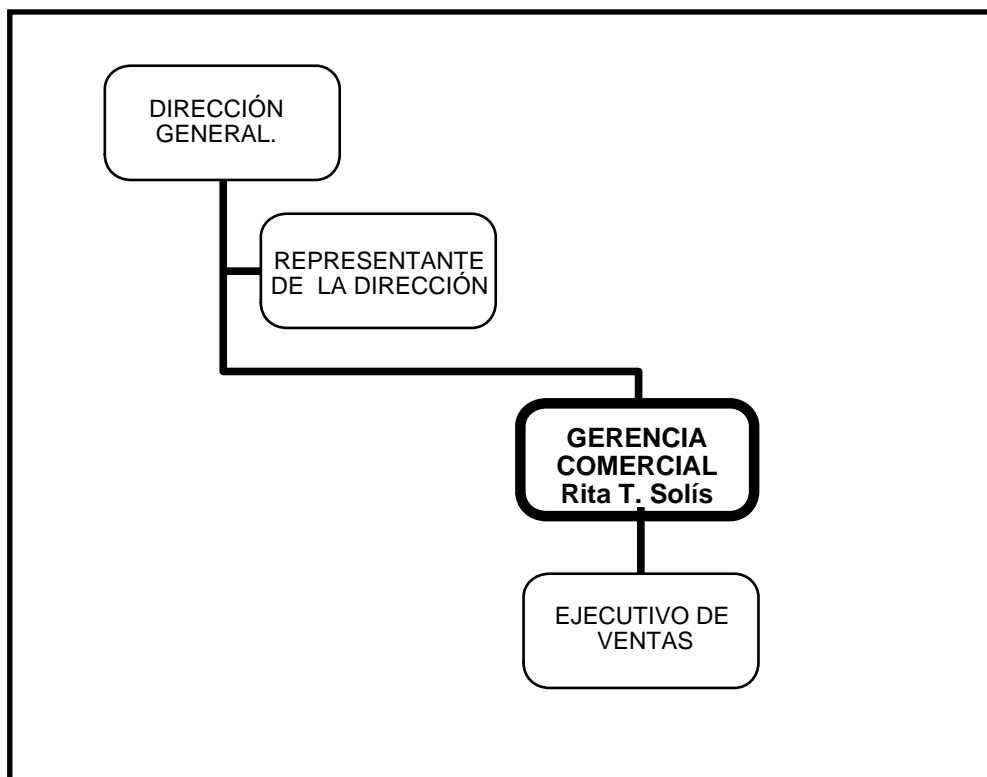 DIRECCIÓN
GENERAL.
REPRESENTANTE
DE LA DIRECCIÓN
GERENCIA
COMERCIAL
Rita T. Solís
EJECUTIVO DE
VENTAS